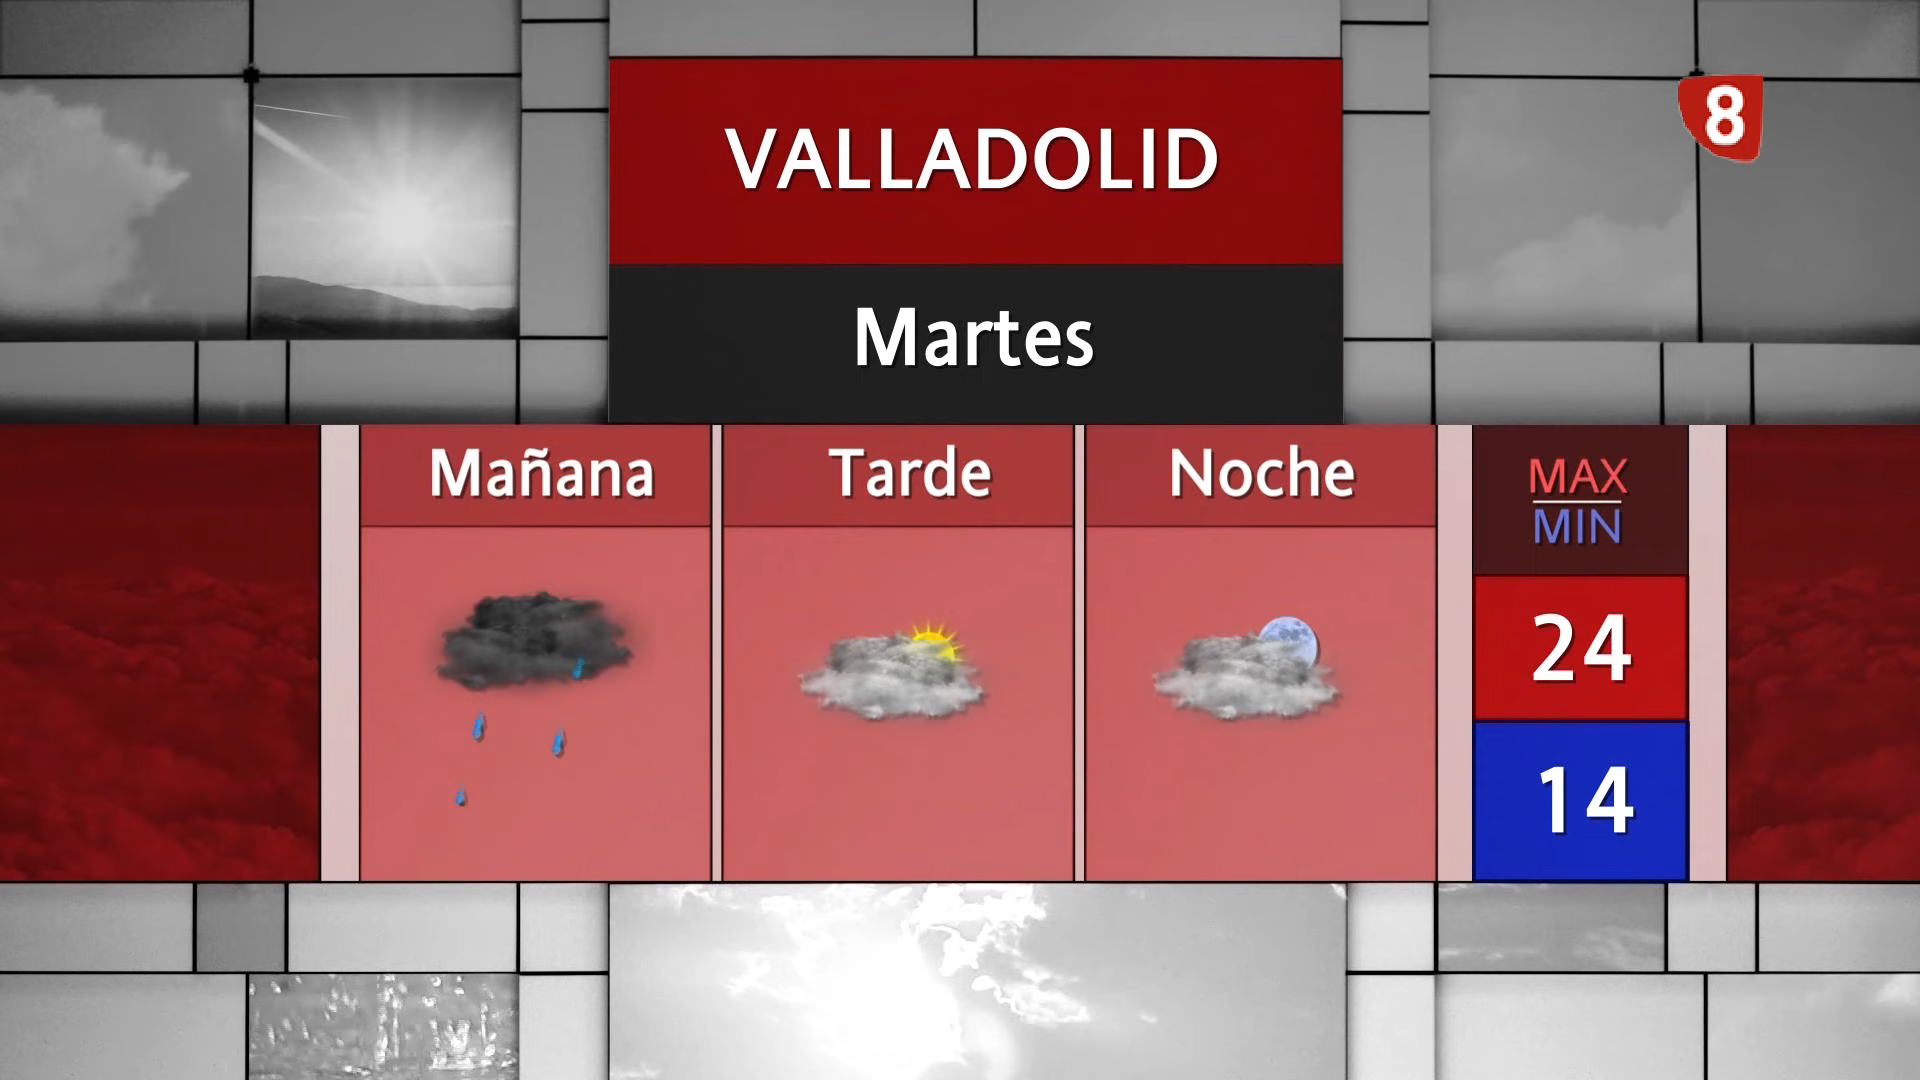 8
VALLADOLID
Martes
Mañana
Tarde
Noche
MAX
MIN
24
14